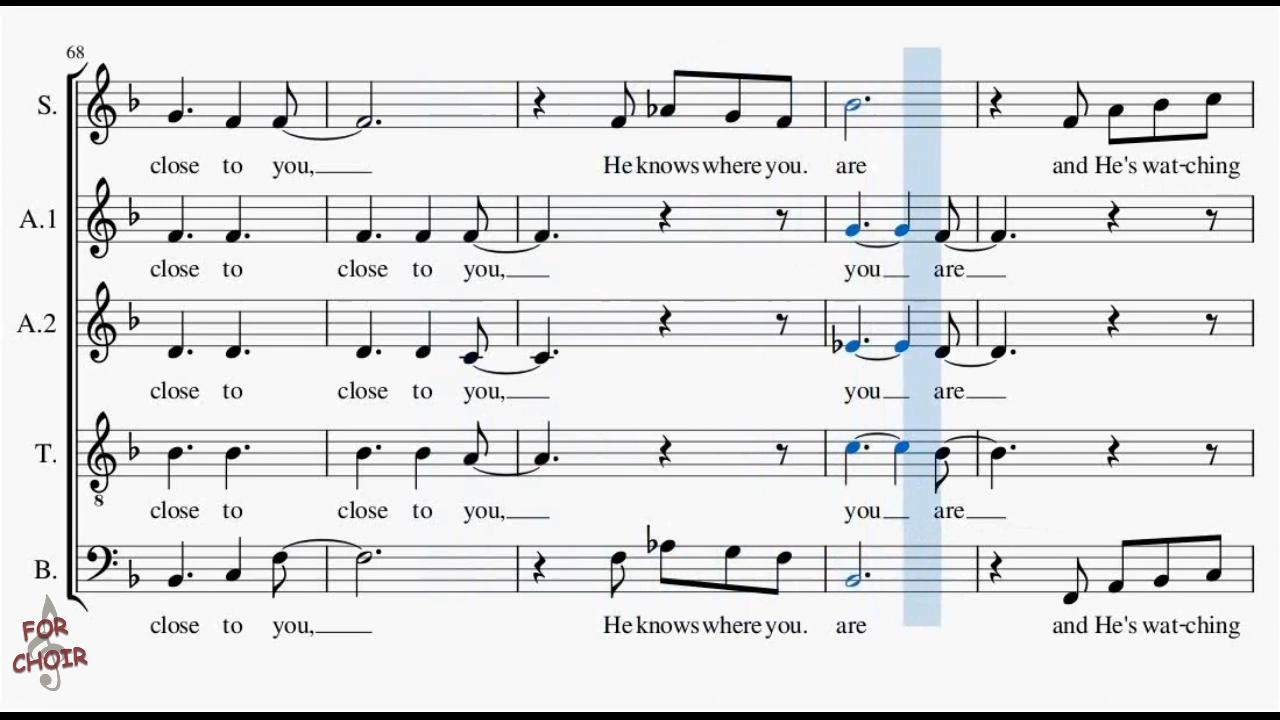 68
S.
close to you, He knows where you. are and He's wat-ching
A.1
close to close to you, you are
A.2
close to close to you, you are
T.
8
close to close to you, you are
B.
close to you, He knows where you. are and He's wat-ching
FOR
CHOIR